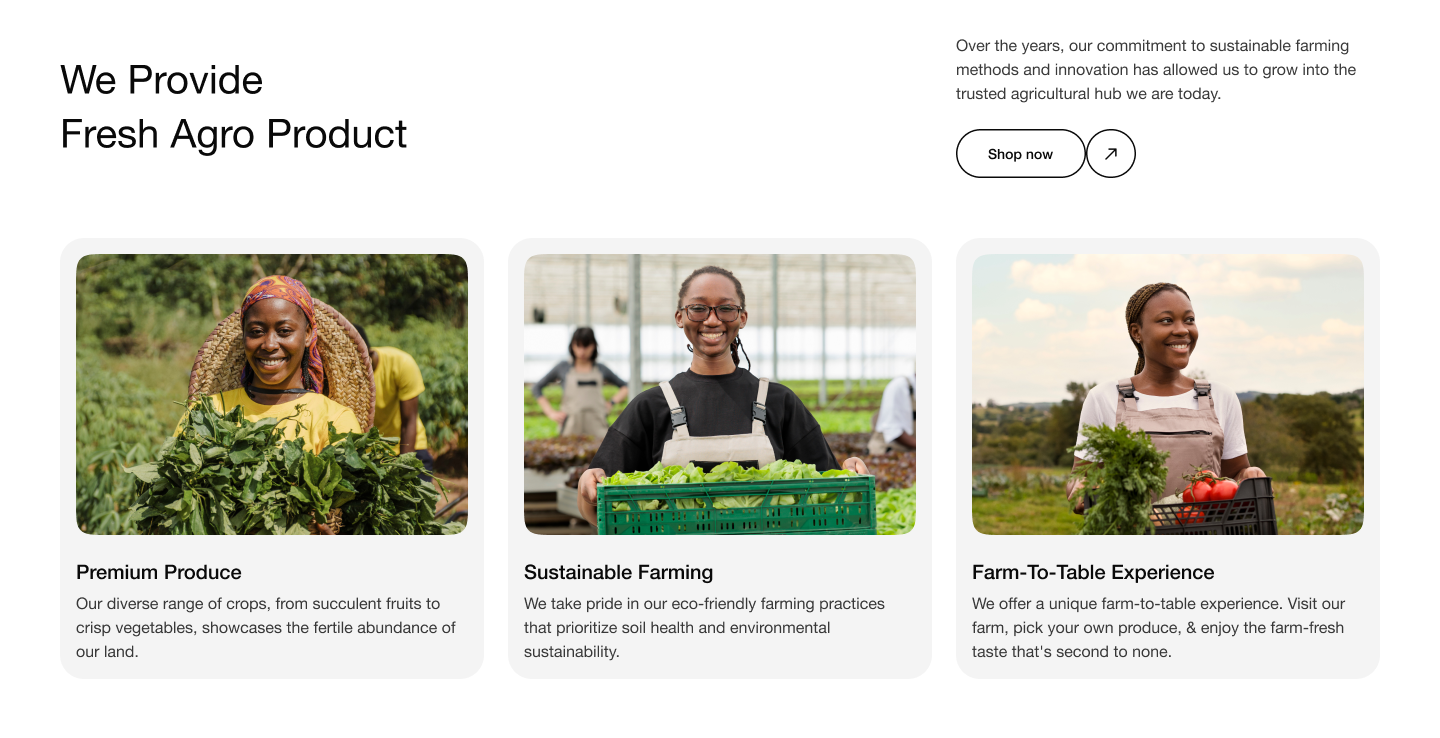 We Provide
Fresh Agro Product
Over the years, our commitment to sustainable farming
methods and innovation has allowed us to grow into the
trusted agricultural hub we are today.
Shop now
Premium Produce
Our diverse range of crops, from succulent fruits to
crisp vegetables, showcases the fertile abundance of
our land.
Sustainable Farming
We take pride in our eco-friendly farming practices
that prioritize soil health and environmental
sustainability.
Farm-To-Table Experience
We offer a unique farm-to-table experience. Visit our
farm, pick your own produce, & enjoy the farm-fresh
taste that's second to none.